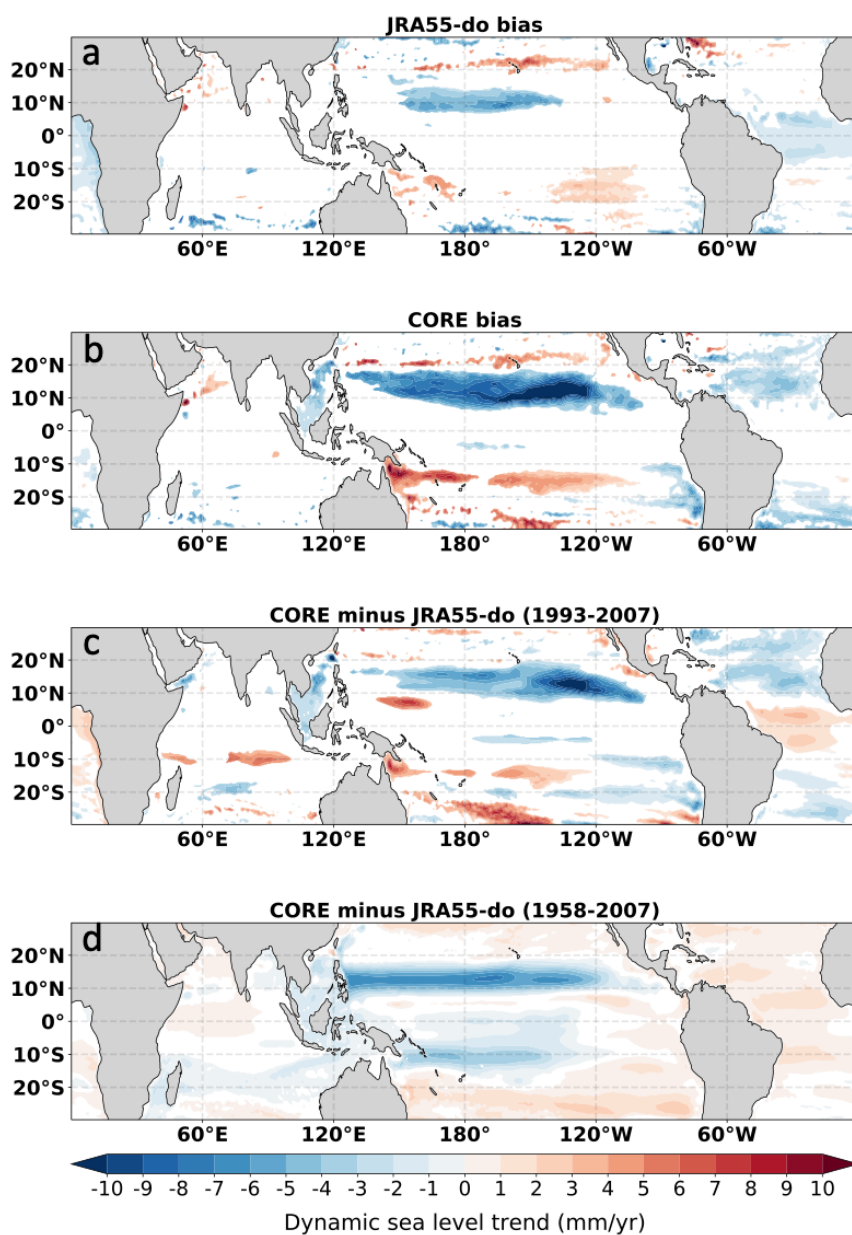 JRA55-do bias
a
20°N
10°N
0°
10°S
20°S
60°E 120°E 180° 120°W 60°W
CORE bias
b
20°N
10°N
0°
10°S
20°S
60°E 120°E 180° 120°W 60°W
CORE minus JRA55-do (1993-2007)
c
20°N
10°N
0°
10°S
20°S
60°E 120°E 180° 120°W 60°W
CORE minus JRA55-do (1958-2007)
d
20°N
10°N
0°
10°S
20°S
60°E 120°E 180° 120°W 60°W
-10 -9 -8 -7 -6 -5 -4 -3 -2 -1 0 1 2 3 4 5 6 7 8 9 10
Dynamic sea level trend (mm/yr)